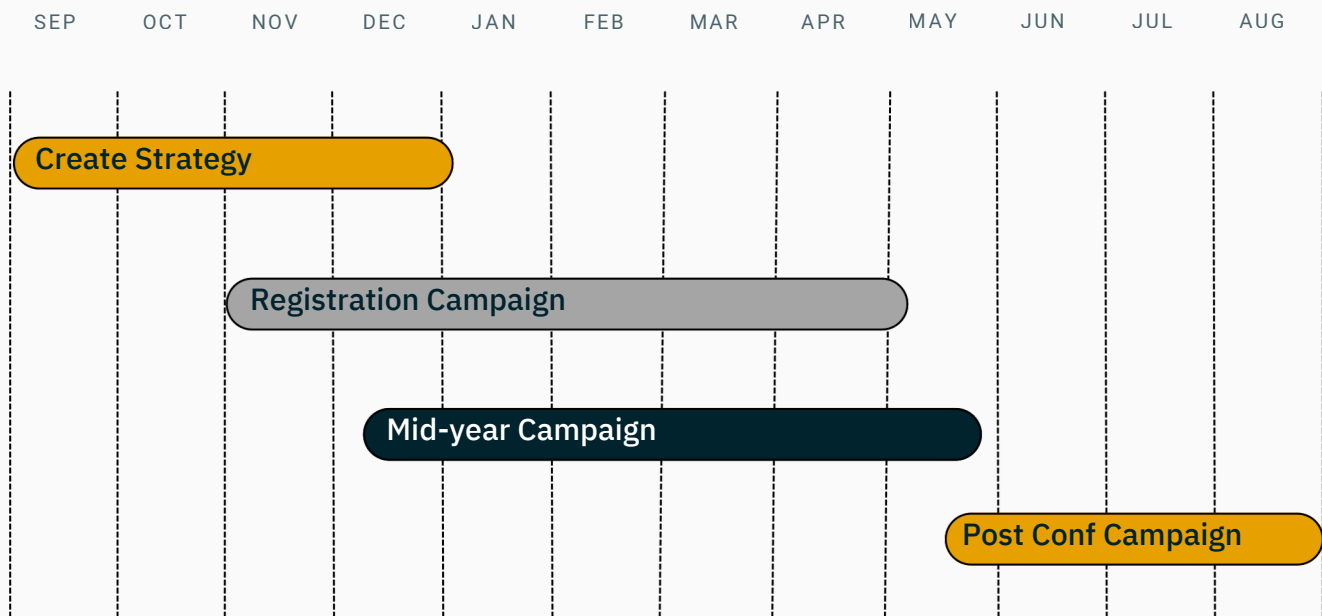 SEP OCT NOV DEC JAN FEB MAR APR MAY JUN JUL AUG
Create Strategy
Registration Campaign
Mid-year Campaign
Post Conf Campaign